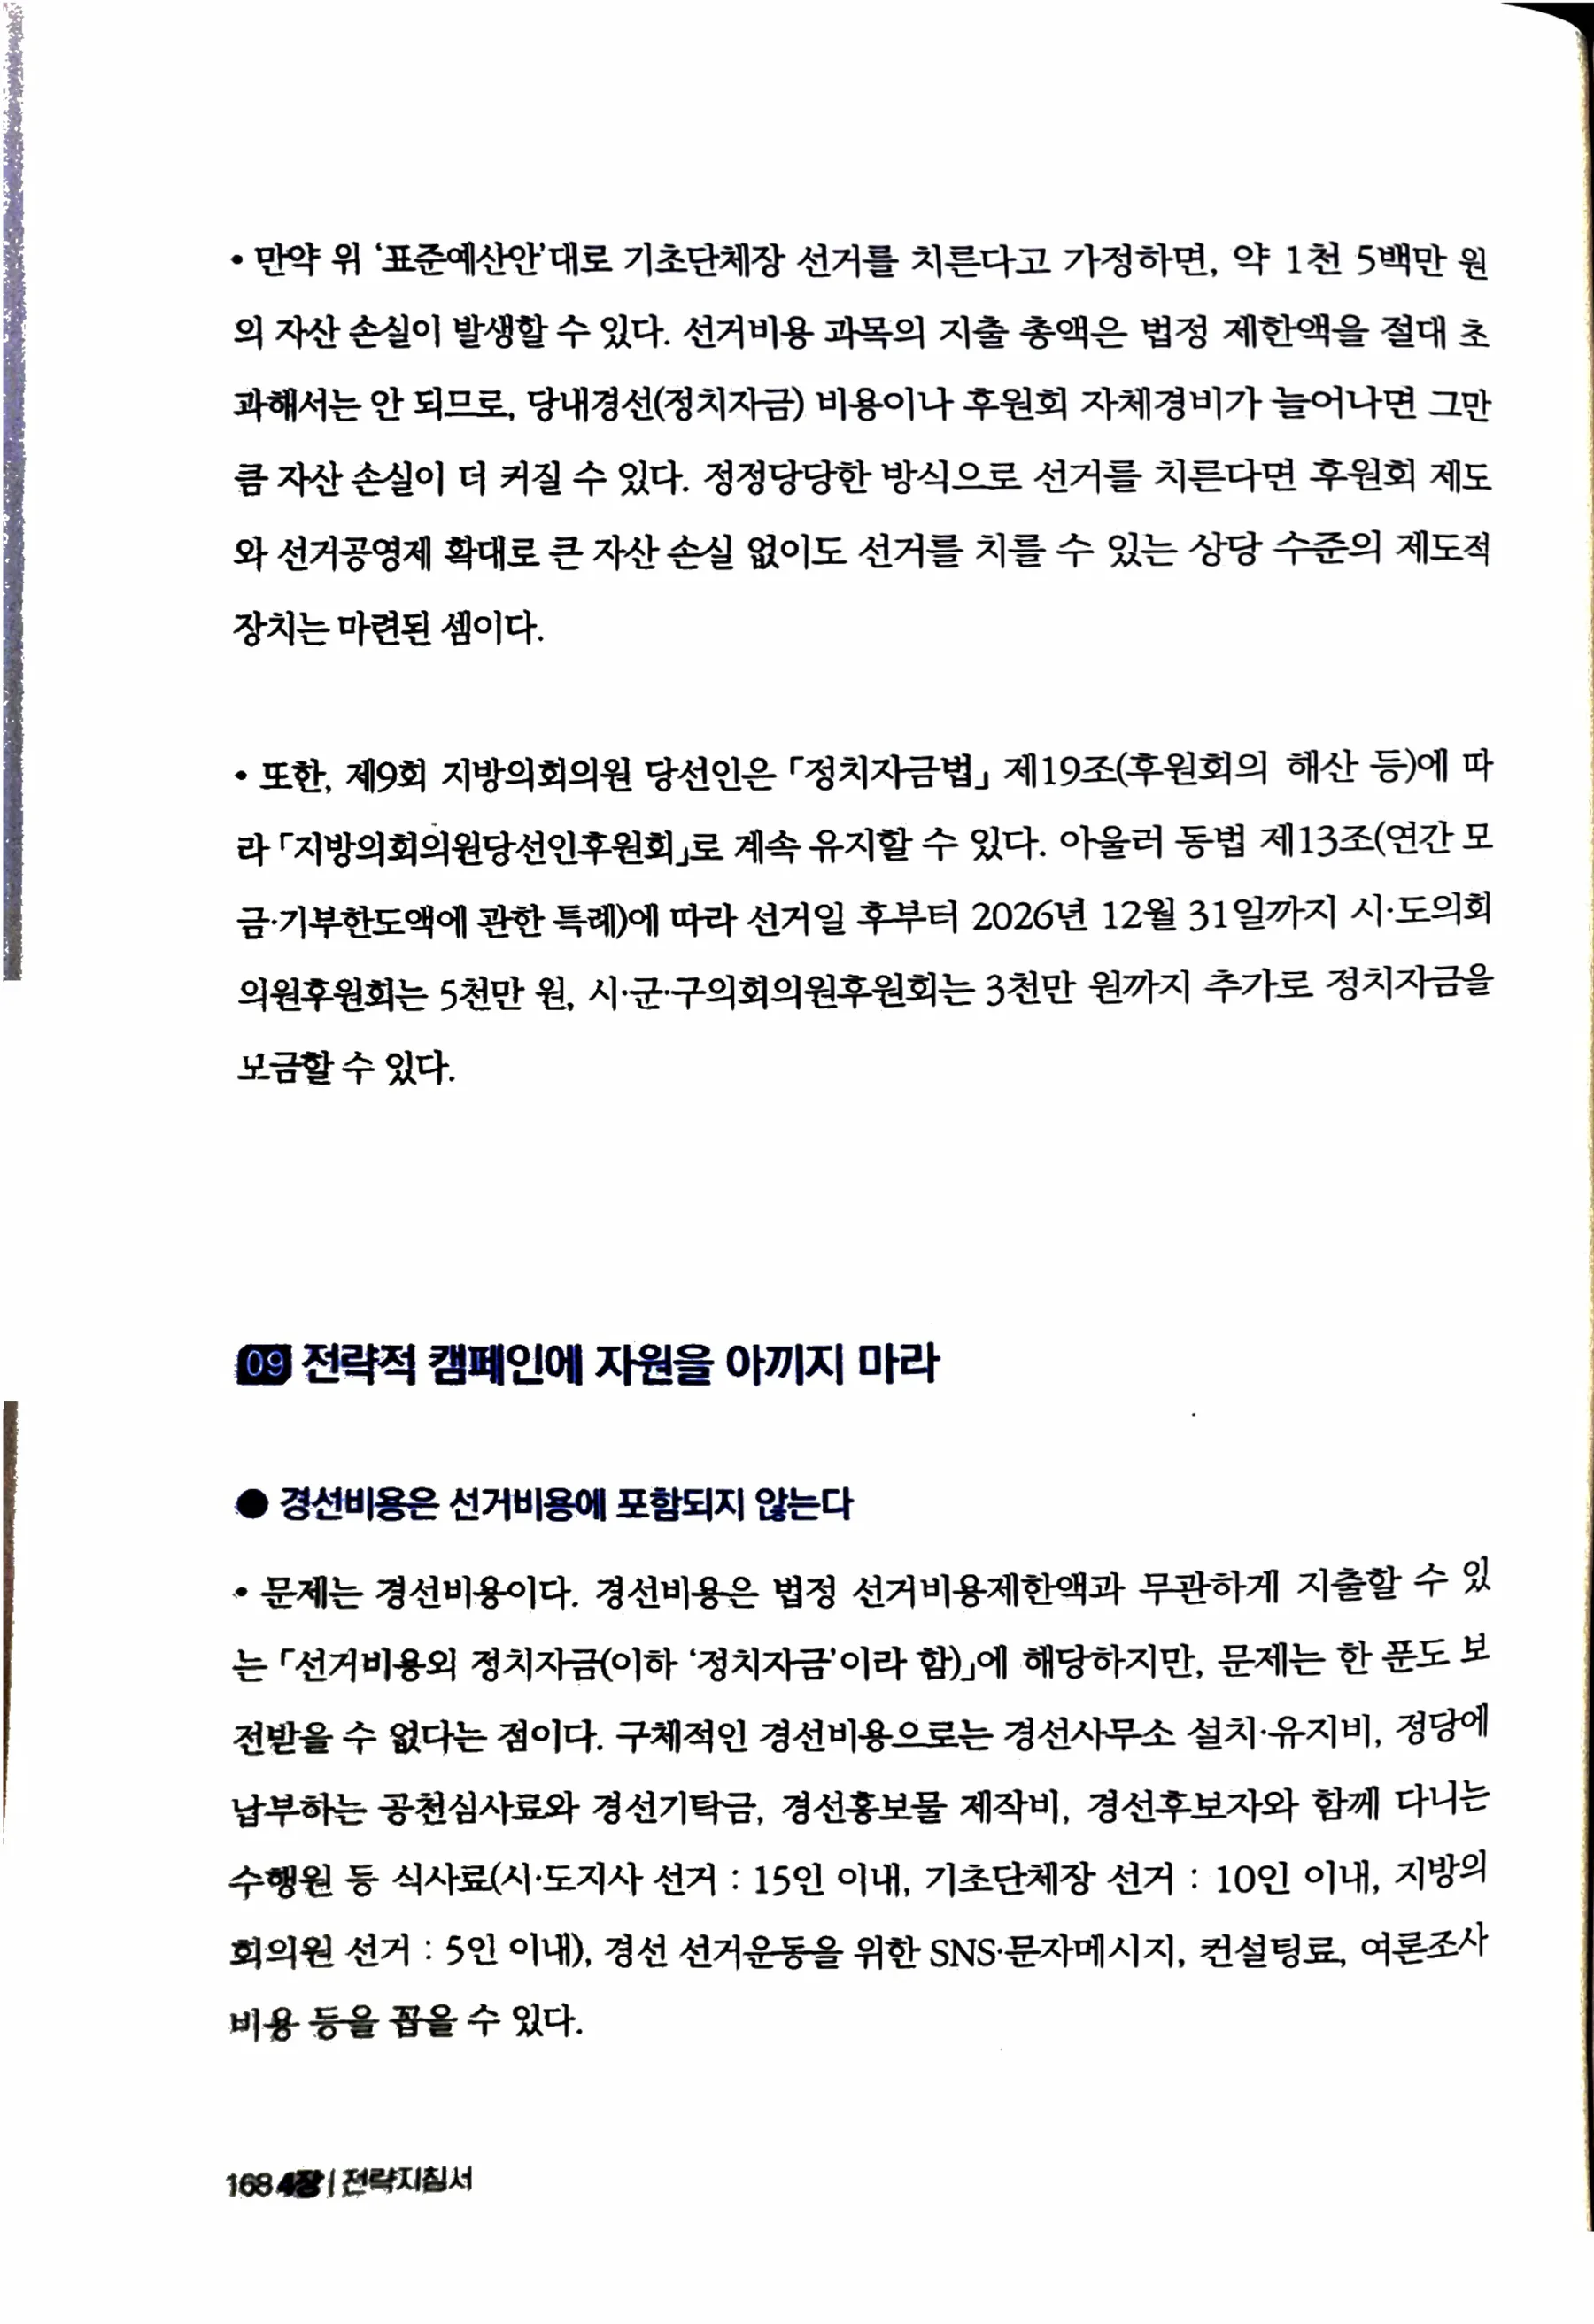 • 만약 위 ‘표준예산안’대로 기초단체장 선거를 치른다고 가정하면, 약 1천 5백만 원
의 자산 손실이 발생할 수 있다. 선거비용 과목의 지출 총액은 법정 제한액을 절대 초
과해서는 안 되므로, 당내경선(정치자금) 비용이나 후원회 자체경비가 늘어나면 그만
큼 자산 손실이 더 커질 수 있다. 정정당당한 방식으로 선거를 치른다면 후원회 제도
와 선거공영제 확대로 큰 자산 손실 없이도 선거를 치를 수 있는 상당 수준의 제도적
장치는 마련된 셈이다.
• 또한, 제9회 지방의회의원 당선인은 「정치자금법」 제19조(후원회의 해산 등)에 따
라 「지방의회의원당선인후원회」로 계속 유지할 수 있다. 아울러 동법 제13조(연간 모
금·기부한도액에 관한 특례)에 따라 선거일 후부터 2026년 12월 31일까지 시·도의회
의원후원회는 5천만 원, 시·군·구의회의원후원회는 3천만 원까지 추가로 정치자금을
모금할 수 있다.
09 전략적 캠페인에 자원을 아끼지 마라
● 경선비용은 선거비용에 포함되지 않는다
• 문제는 경선비용이다. 경선비용은 법정 선거비용제한액과 무관하게 지출할 수 있
는 「선거비용외 정치자금(이하 ‘정치자금’이라 함)」에 해당하지만, 문제는 한 푼도 보
전받을 수 없다는 점이다. 구체적인 경선비용으로는 경선사무소 설치·유지비, 정당에
납부하는 공천심사료와 경선기탁금, 경선홍보물 제작비, 경선후보자와 함께 다니는
수행원 등 식사료(시·도지사 선거 : 15인 이내, 기초단체장 선거 : 10인 이내, 지방의
회의원 선거 : 5인 이내), 경선 선거운동을 위한 SNS·문자메시지, 컨설팅료, 여론조사
비용 등을 꼽을 수 있다.
168 4장 | 전략지침서